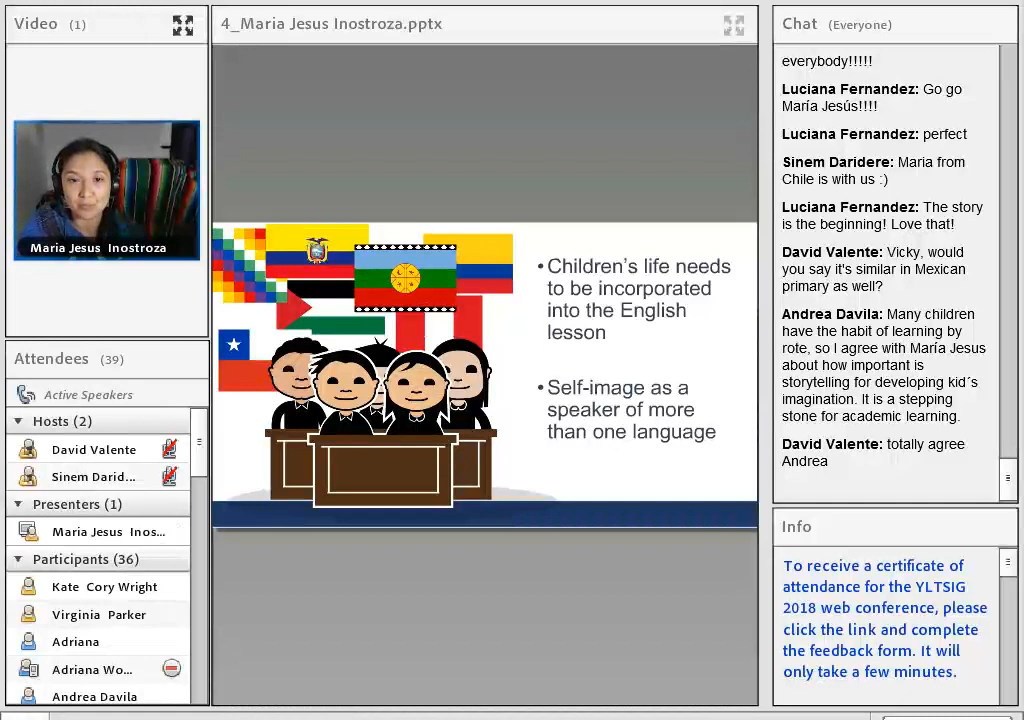 Video (1)
Maria Jesus Inostroza
Attendees (39)
Active Speakers
Hosts (2)
David Valente
Sinem Darid...
Presenters (1)
Maria Jesus Inos...
Participants (36)
Kate Cory Wright
Virginia Parker
Adriana
Adriana Wo...
Andrea Davila
4_Maria Jesus Inostroza.pptx
•Children’s life needs
to be incorporated
into the English
lesson
•Self-image as a
speaker of more
than one language
Chat (Everyone)
everybody!!!!!
Luciana Fernandez: Go go
María Jesús!!!!
Luciana Fernandez: perfect
Sinem Daridere: Maria from
Chile is with us :)
Luciana Fernandez: The story
is the beginning! Love that!
David Valente: Vicky, would
you say it's similar in Mexican
primary as well?
Andrea Davila: Many children
have the habit of learning by
rote, so I agree with María Jesus
about how important is
storytelling for developing kid´s
imagination. It is a stepping
stone for academic learning.
David Valente: totally agree
Andrea
Info
To receive a certificate of
attendance for the YLTSIG
2018 web conference, please
click the link and complete
the feedback form. It will
only take a few minutes.